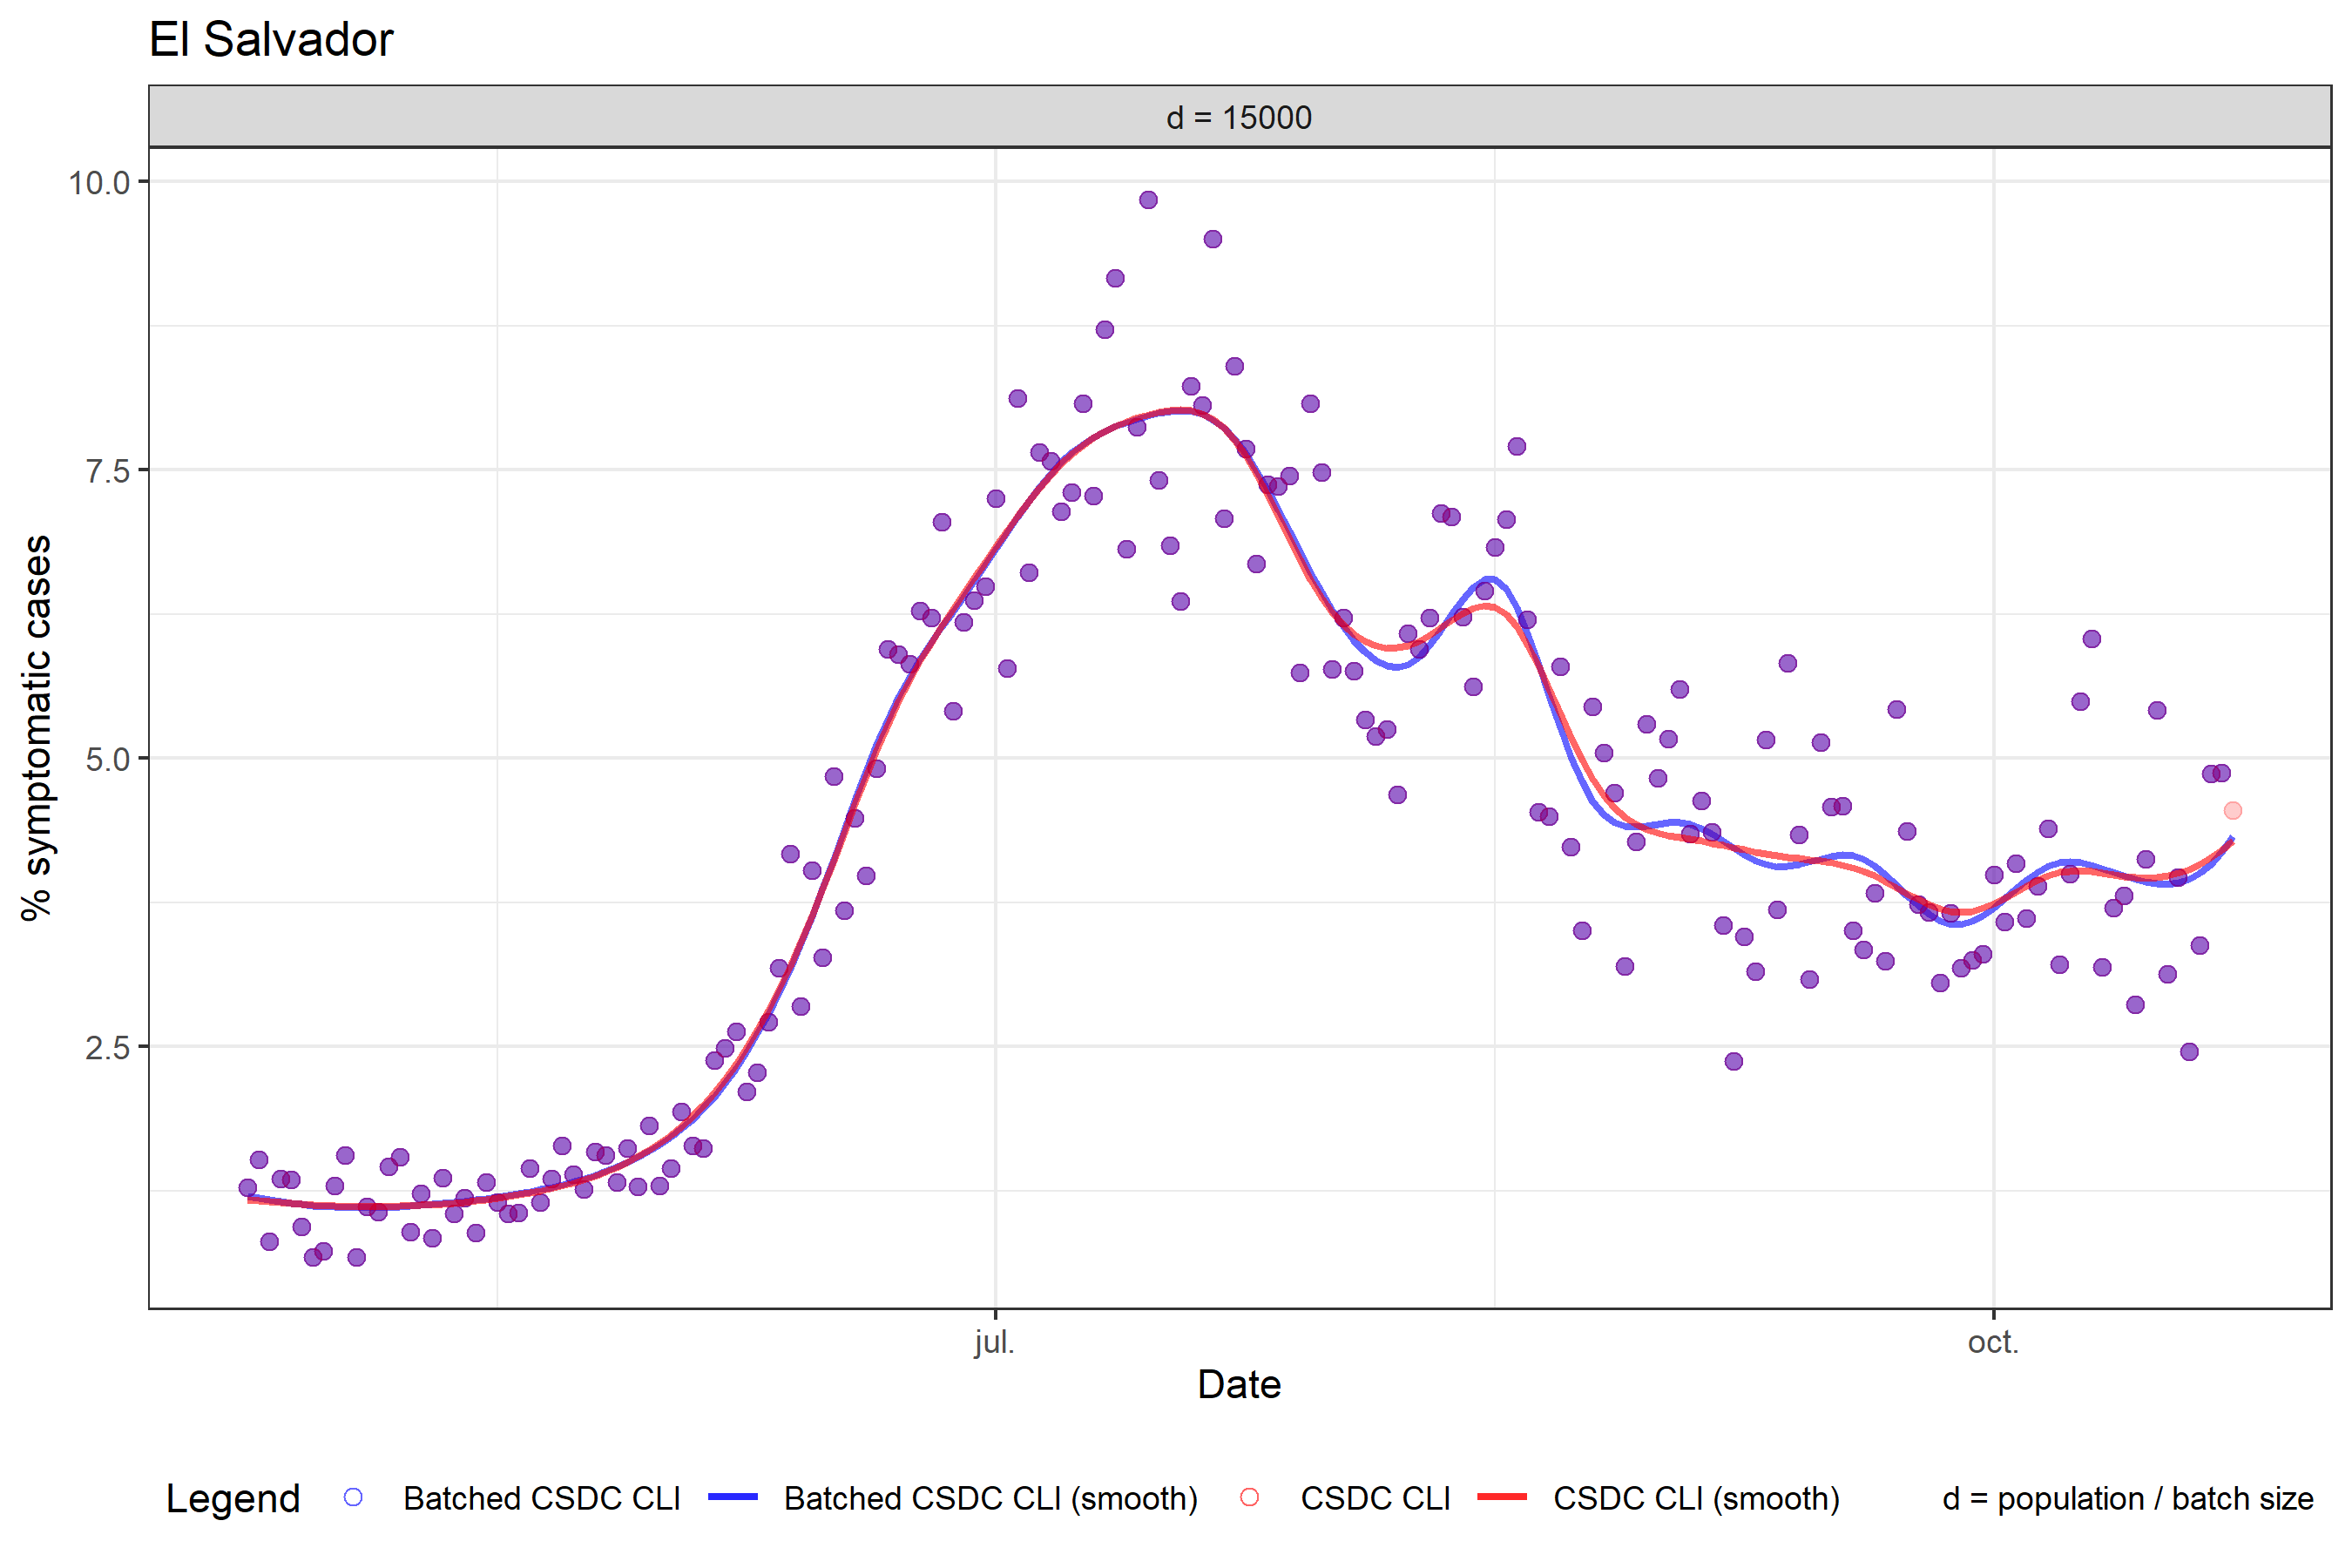 El Salvador
d = 15000
10.0
7.5
5.0
2.5
% symptomatic cases
jul.
oct.
Date
Legend
Batched CSDC CLI
Batched CSDC CLI (smooth)
CSDC CLI
CSDC CLI (smooth)
d = population / batch size